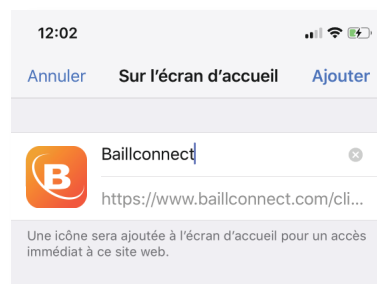 12:02
Annuler Sur l'écran d'accueil Ajouter
B
Baillconnect
https://www.baillconnect.com/cli...
Une icône sera ajoutée à l'écran d'accueil pour un accès
immédiat à ce site web.